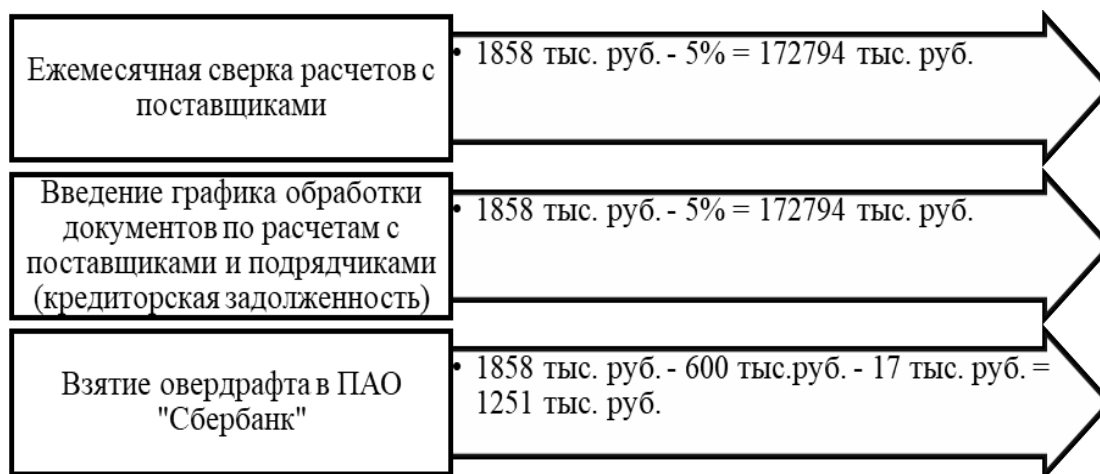 Ежемесячная сверка расчетов с
поставщиками
• 1858 тыс. руб. - 5% = 172794 тыс. руб.
Введение графика обработки
документов по расчетам с
поставщиками и подрядчиками
(кредиторская задолженность)
• 1858 тыс. руб. - 5% = 172794 тыс. руб.
Взятие овердрафта в ПАО
"Сбербанк"
• 1858 тыс. руб. - 600 тыс.руб. - 17 тыс. руб. =
1251 тыс. руб.